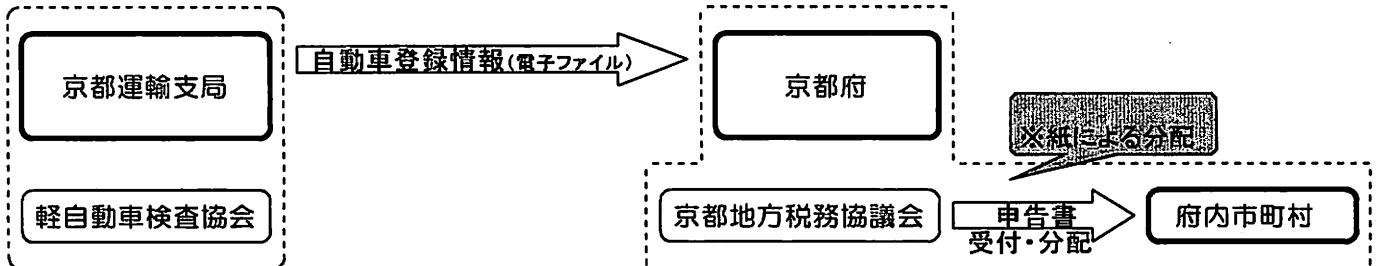 京都運輸支局
自動車登録情報(電子ファイル)
京都府
※紙による分配
軽自動車検査協会
京都地方税務協議会
申告書
受付・分配
府内市町村